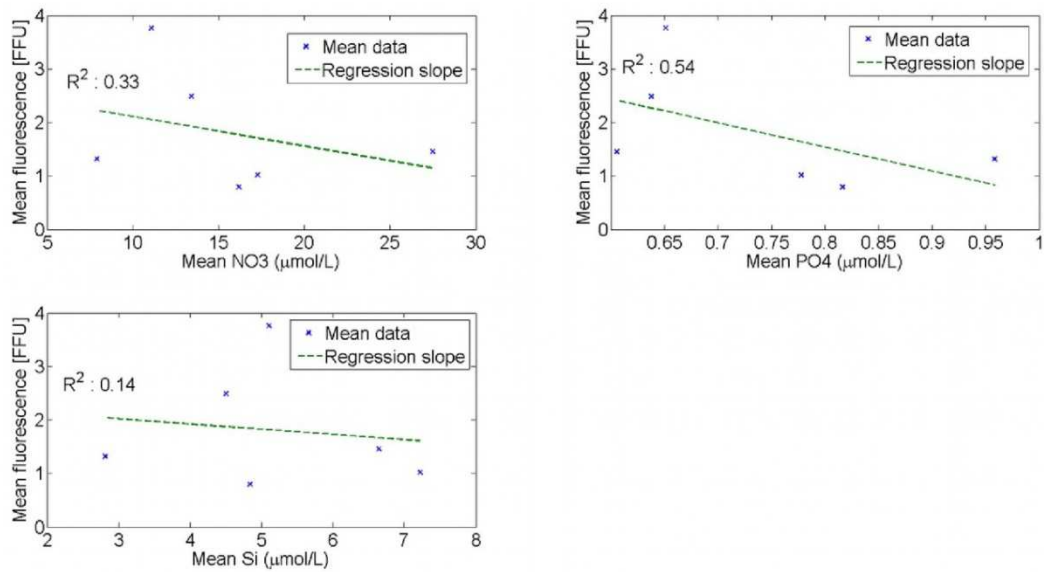 Mean fluorescence [FFU]
4
3
2
1
0
R² : 0.33
Mean data
Regression slope
5 10 15 20 25 30
Mean NO3 (μmol/L)
Mean fluorescence [FFU]
4
3
2
1
0
R² : 0.54
Mean data
Regression slope
0.65 0.7 0.75 0.8 0.85 0.9 0.95 1
Mean PO4 (μmol/L)
Mean fluorescence [FFU]
4
3
2
1
0
R² : 0.14
Mean data
Regression slope
2 3 4 5 6 7 8
Mean Si (μmol/L)